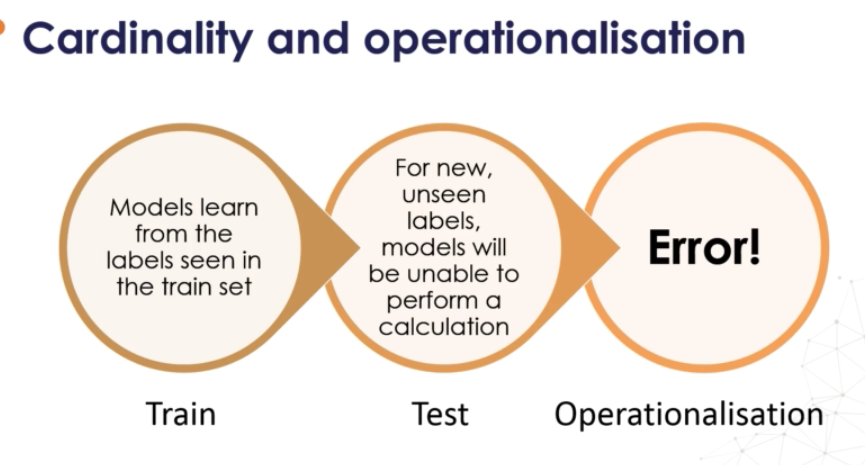 Cardinality and operationalisation
Models learn
from the
labels seen in
the train set
For new,
unseen
labels,
models will
be unable to
perform a
calculation
Error!
Train
Test
Operationalisation